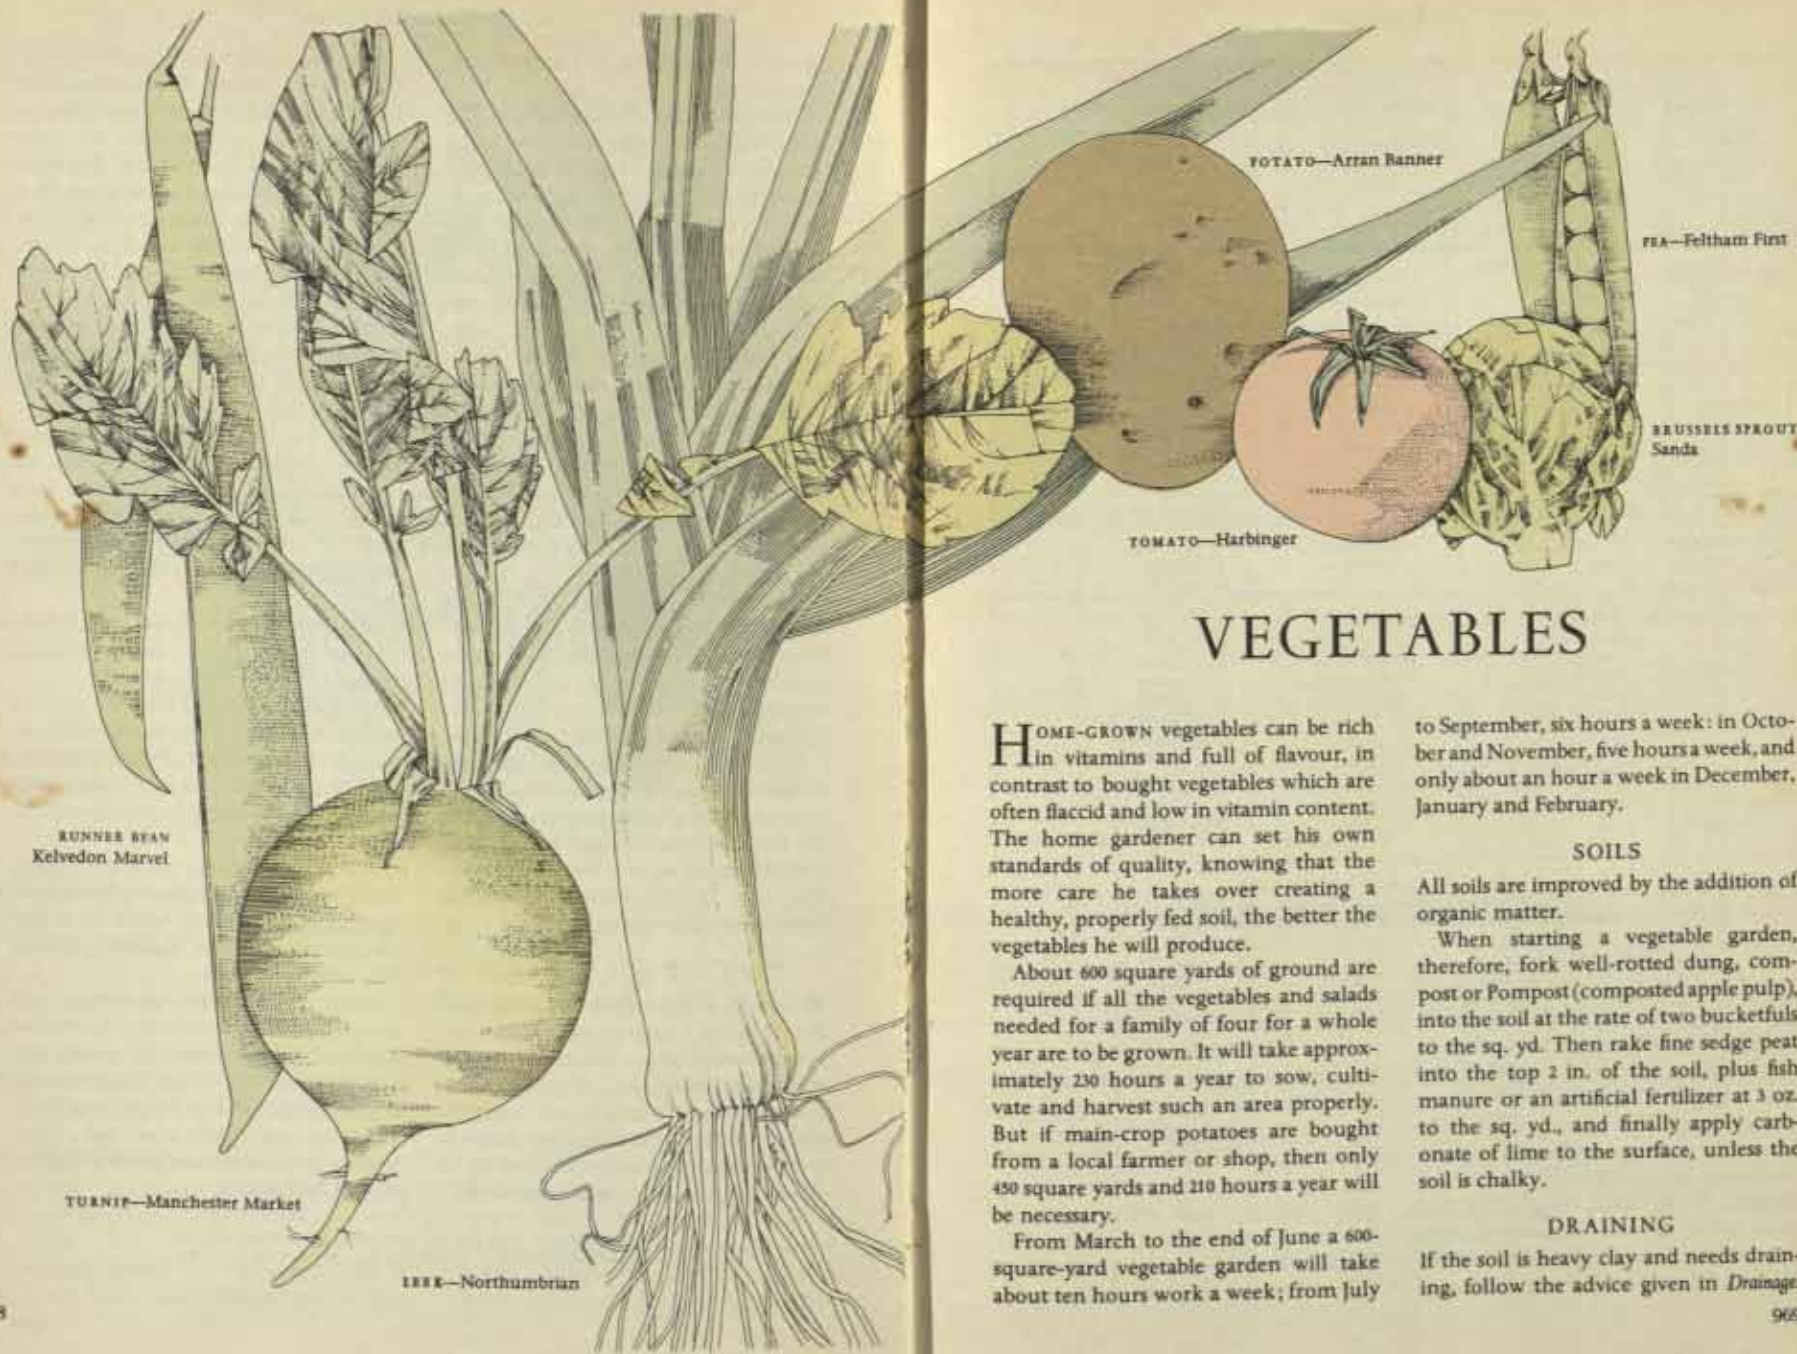 RUNNER BEAN
Kelvedon Marvel
TURNIP—Manchester Market
LEEK—Northumbrian
8
POTATO—Arran Banner
PEA—Feltham First
BRUSSELS SPROUT
Sanda
TOMATO—Harbinger
VEGETABLES
HOME-GROWN vegetables can be rich
in vitamins and full of flavour, in
contrast to bought vegetables which are
often flaccid and low in vitamin content.
The home gardener can set his own
standards of quality, knowing that the
more care he takes over creating a
healthy, properly fed soil, the better the
vegetables he will produce.
About 600 square yards of ground are
required if all the vegetables and salads
needed for a family of four for a whole
year are to be grown. It will take approx-
imately 230 hours a year to sow, culti-
vate and harvest such an area properly.
But if main-crop potatoes are bought
from a local farmer or shop, then only
450 square yards and 210 hours a year will
be necessary.
From March to the end of June a 600-
square-yard vegetable garden will take
about ten hours work a week; from July
to September, six hours a week: in Octo-
ber and November, five hours a week, and
only about an hour a week in December,
January and February.
SOILS
All soils are improved by the addition of
organic matter.
When starting a vegetable garden,
therefore, fork well-rotted dung, com-
post or Pompost (composted apple pulp),
into the soil at the rate of two bucketfuls
to the sq. yd. Then rake fine sedge peat
into the top 2 in. of the soil, plus fish
manure or an artificial fertilizer at 3 oz.
to the sq. yd., and finally apply carb-
onate of lime to the surface, unless the
soil is chalky.
DRAINING
If the soil is heavy clay and needs drain-
ing, follow the advice given in Drainage
969